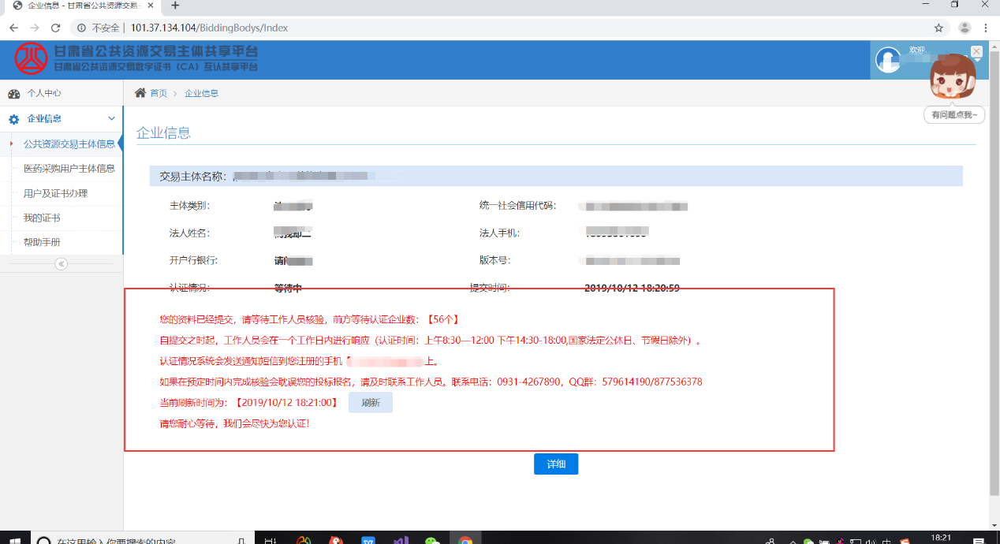 企业信息 - 甘肃省公共资源交易
不安全 | 101.37.134.104/BiddingBodys/Index
甘肃省公共资源交易主体共享平台
甘肃省公共资源交易数字证书（CA）互认共享平台
欢迎
有问题点我~
个人中心
首页 > 企业信息
企业信息
公共资源交易主体信息
医药采购用户主体信息
用户及证书办理
我的证书
帮助手册
企业信息
交易主体名称：
主体类别：
统一社会信用代码：
法人姓名：
法人手机：
开户行银行：
版本号：
认证情况： 等待中
提交时间： 2019/10/12 18:20:59
您的资料已经提交，请等待工作人员核验，前方等待认证企业数：【56个】
自提交之时起，工作人员会在一个工作日内进行响应（认证时间：上午8:30—12:00 下午14:30-18:00,国家法定公休日、节假日除外）。
认证情况系统会发送通知短信到您注册的手机【 上。
如果在预定时间内完成核验会耽误您的投标报名，请及时联系工作人员。联系电话：0931-4267890，QQ群：579614190/877536378
当前刷新时间为：【2019/10/12 18:21:00】 刷新
请您耐心等待，我们会尽快为您认证！
详细
在这里输入你要搜索的内容
中
18:21